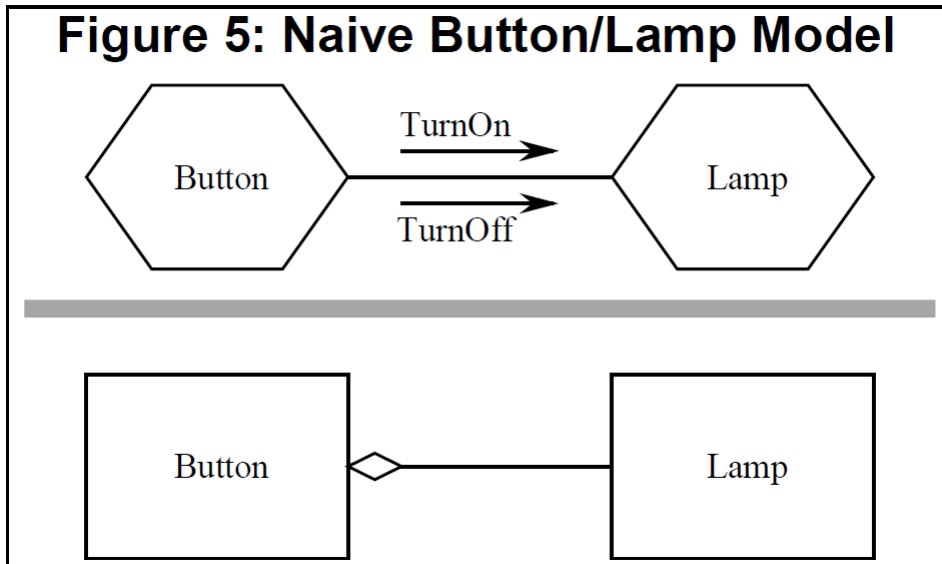 Figure 5: Naive Button/Lamp Model
TurnOn
Button
Lamp
TurnOff
Button
Lamp